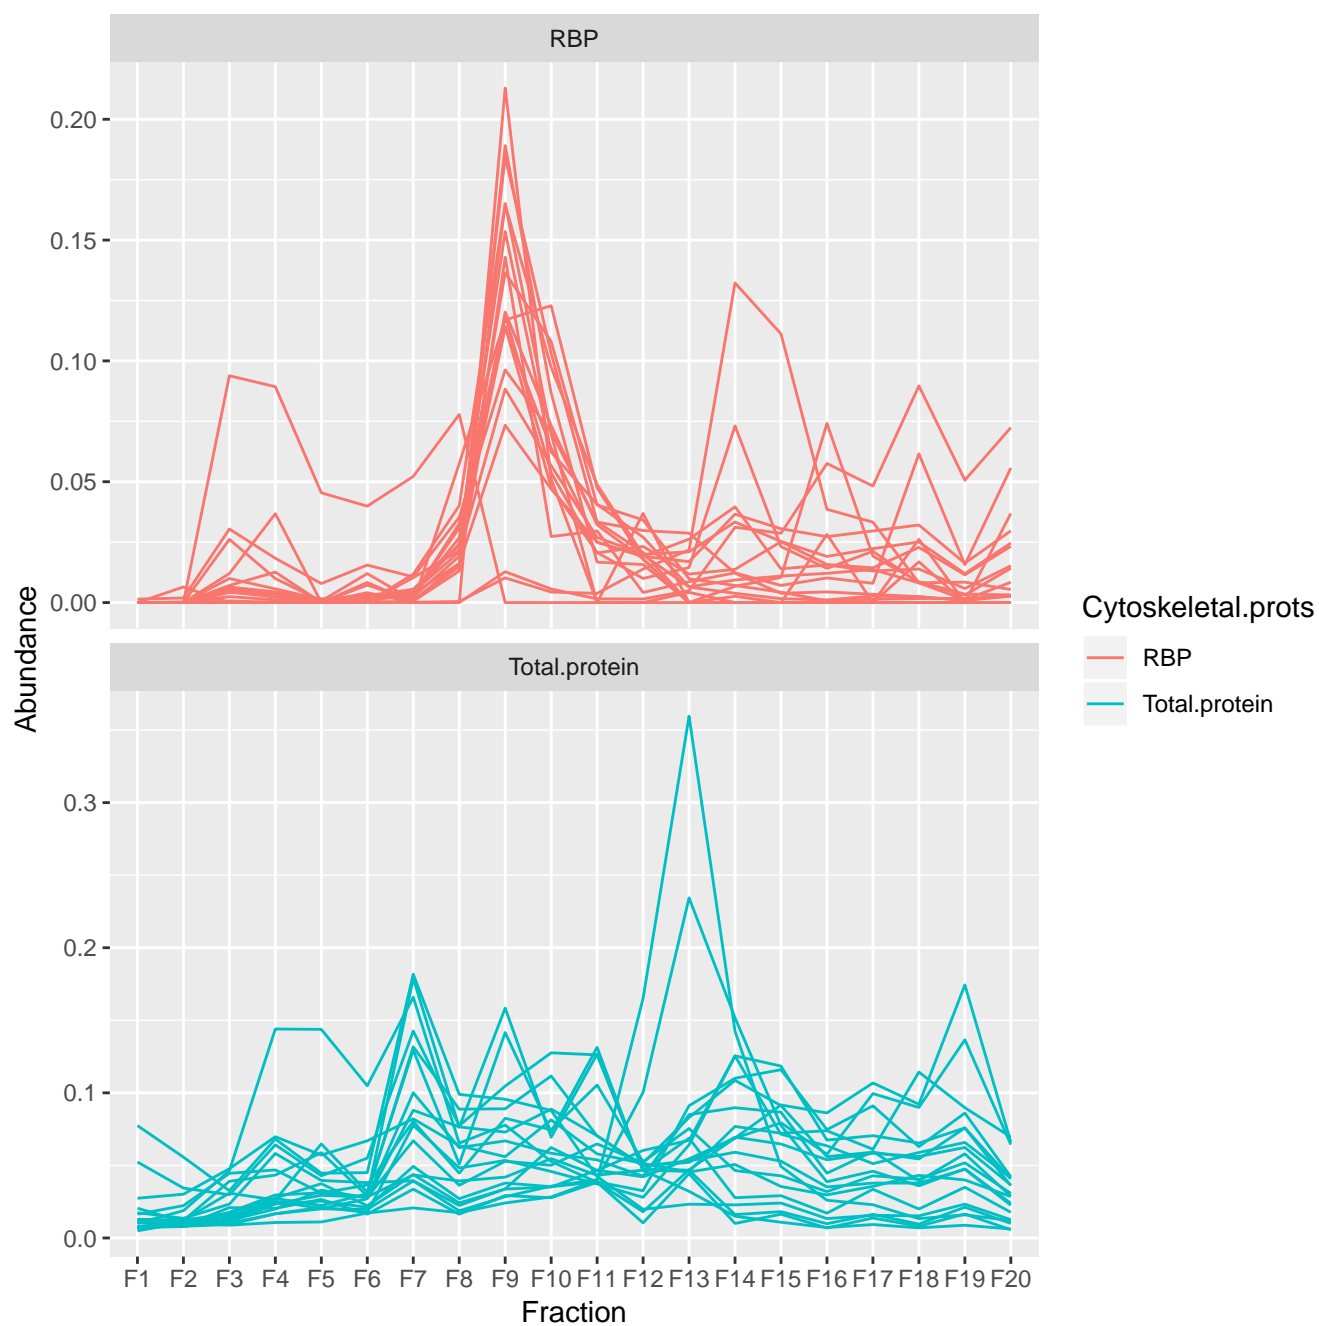 RBP
0.20
0.15
0.10
0.05
0.00
Abundance
Total.protein
0.3
0.2
0.1
0.0
F1 F2 F3 F4 F5 F6 F7 F8 F9 F10 F11 F12 F13 F14 F15 F16 F17 F18 F19 F20
Fraction
Cytoskeletal.prots
RBP
Total.protein